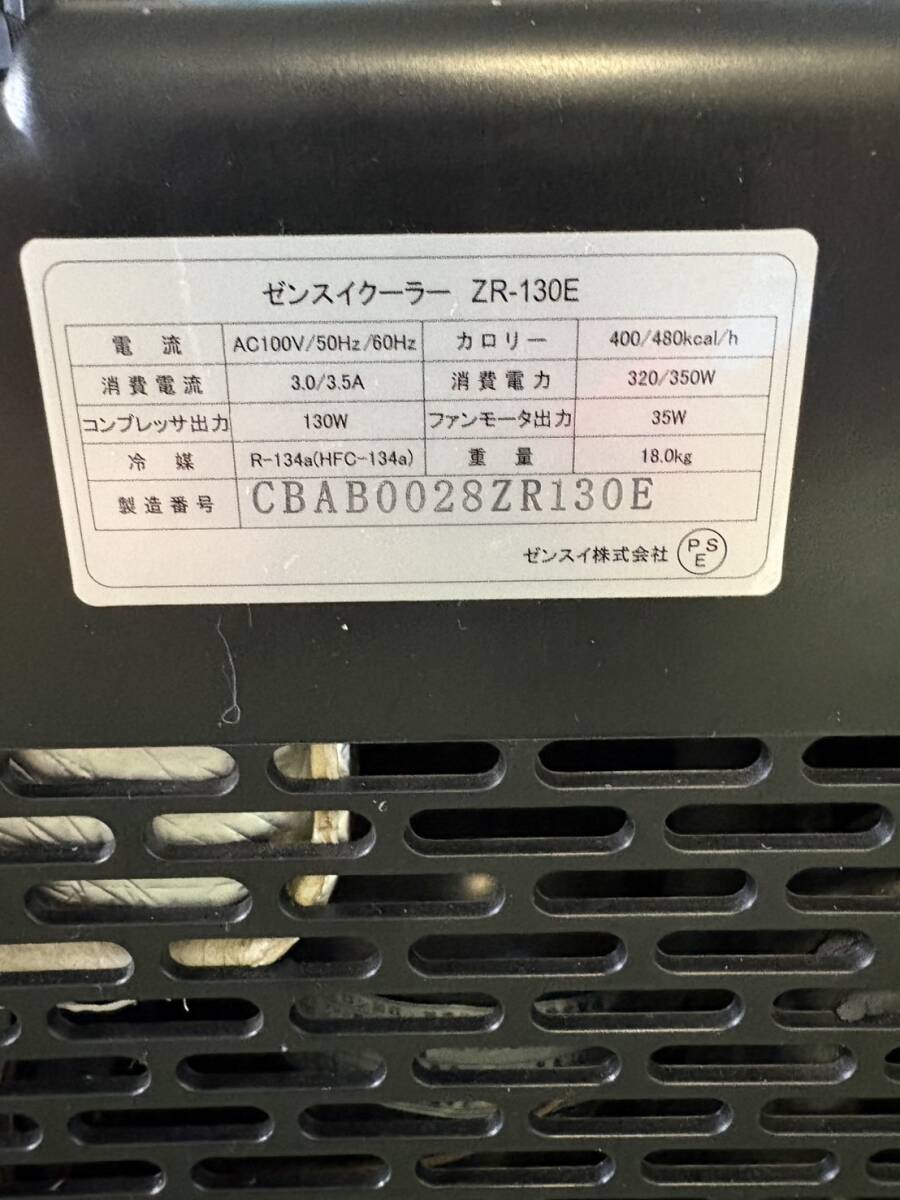 ゼンスイクーラー ZR-130E
電流 AC100V/50Hz/60Hz カロリー 400/480kcal/h
消費電流 3.0/3.5A 消費電力 320/350W
コンプレッサ出力 130W ファンモータ出力 35W
冷媒 R-134a(HFC-134a) 重量 18.0kg
製造番号 CBAB0028ZR130E
ゼンスイ株式会社 PSE